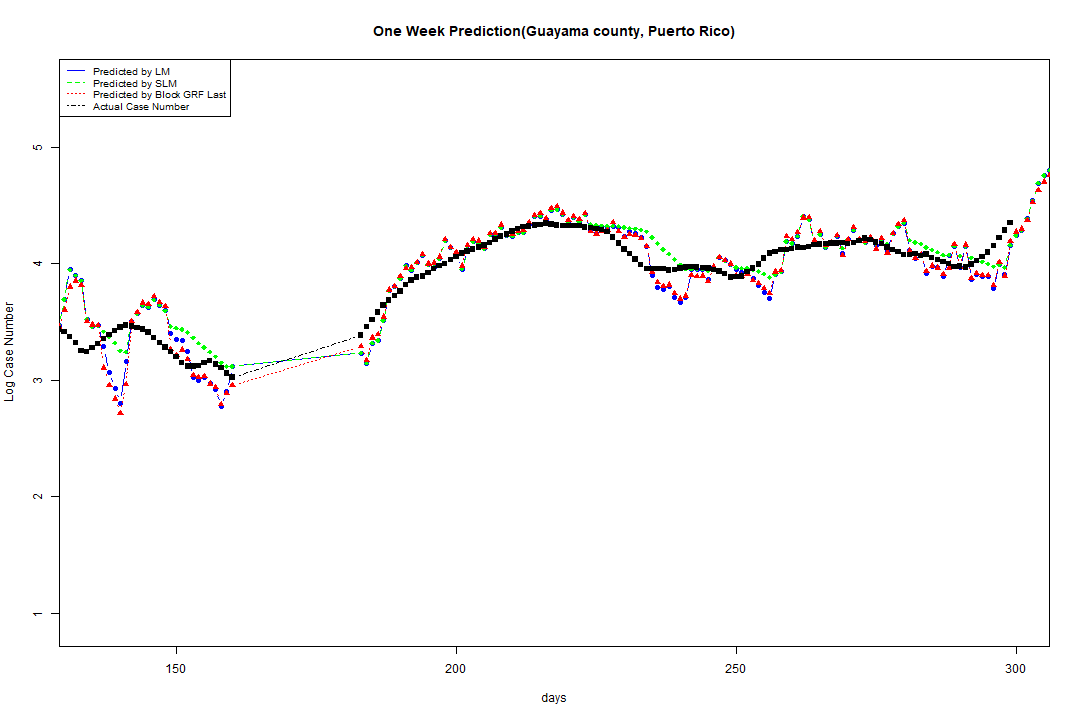 One Week Prediction(Guayama county, Puerto Rico)
Predicted by LM
Predicted by SLM
Predicted by Block GRF Last
Actual Case Number
5
4
3
2
1
Log Case Number
150
200
250
300
days